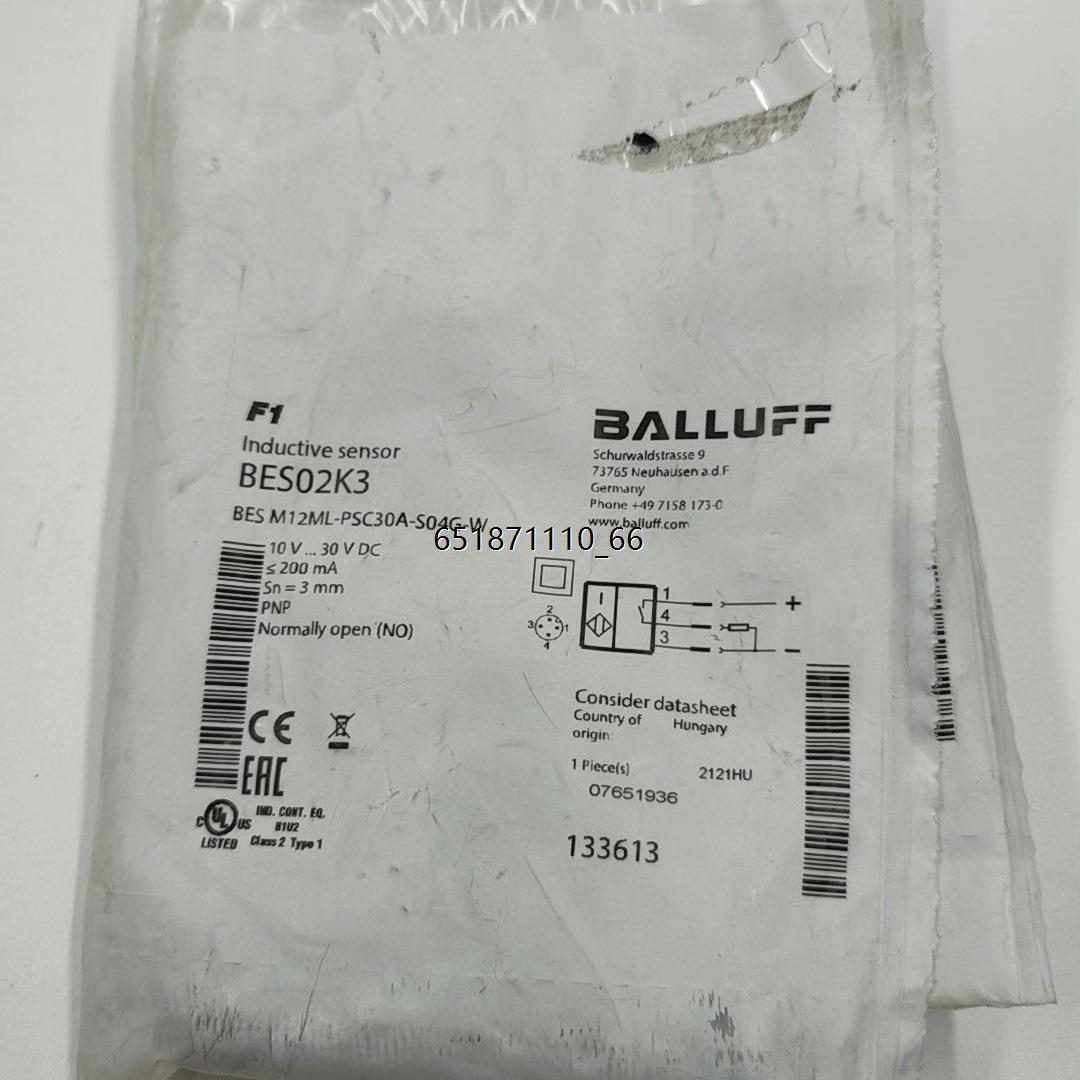 F1
Inductive sensor
BES02K3
BES M12ML-PSC30A-S04G-W
10 V ... 30 V DC
≤ 200 mA
Sn = 3 mm
PNP
Normally open (NO)
CE
EAC
C UL US
LISTED
IND. CONT. EQ.
81U2
Class 2 Type 1
BALLUFF
Schurwaldstrasse 9
73765 Neuhausen a.d.F
Germany
Phone +49 7158 173-0
www.balluff.com
651871110_66
2
3 1
4
I
1 +
4
3 −
Consider datasheet
Country of Hungary
origin:
1 Piece(s) 2121HU
07651936
133613